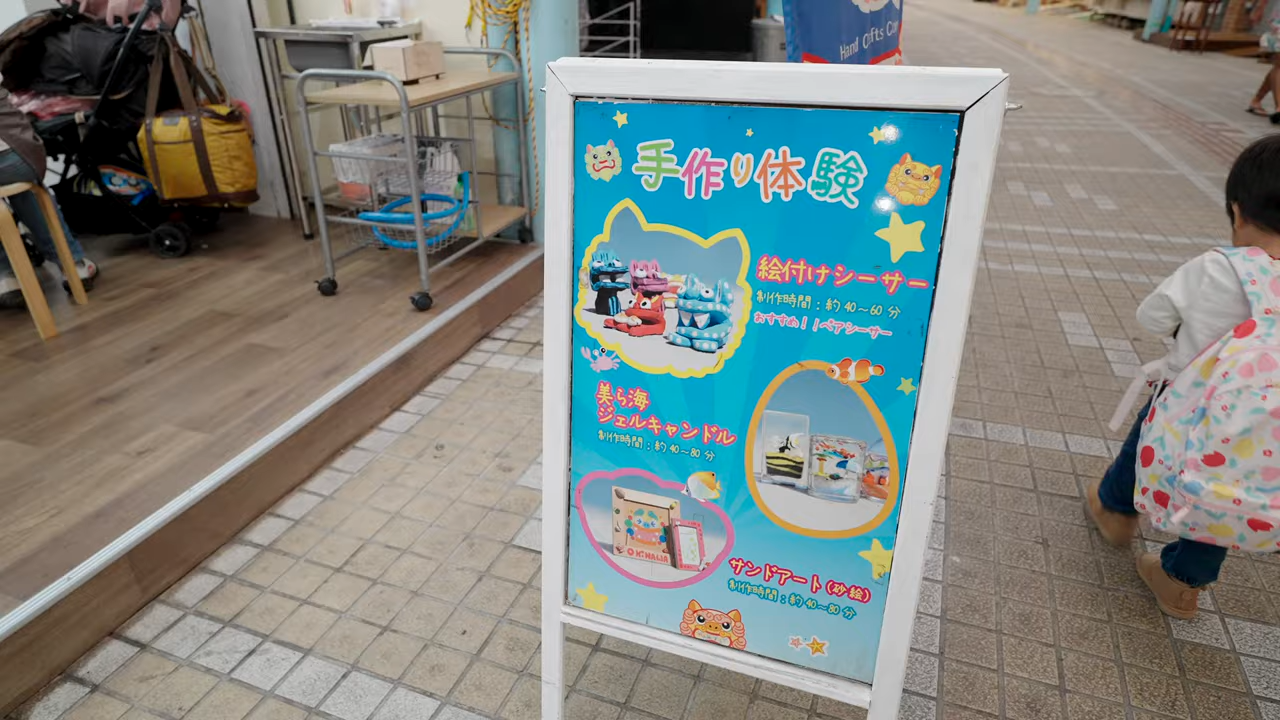 Hand Crafts
手作り体験
絵付けシーサー
制作時間：約40〜60分
おすすめ！！ペアシーサー
美ら海
ジェルキャンドル
制作時間：約40〜80分
サンドアート（砂絵）
制作時間：約40〜80分